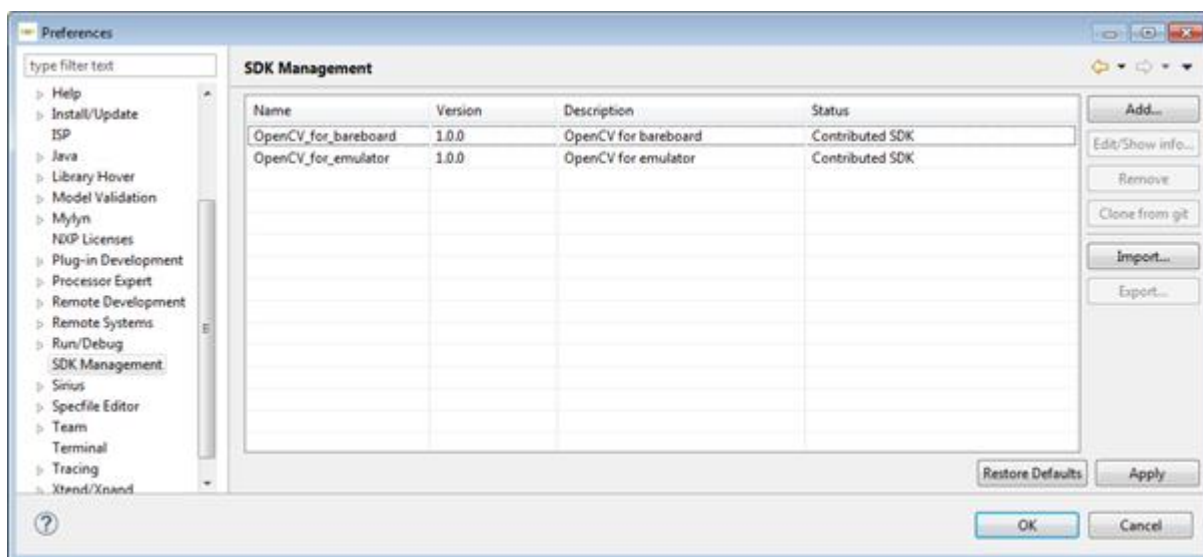 Preferences
type filter text
Help
Install/Update
ISP
Java
Library Hover
Model Validation
Mylyn
NXP Licenses
Plug-in Development
Processor Expert
Remote Development
Remote Systems
Run/Debug
SDK Management
Sirius
Specfile Editor
Team
Terminal
Tracing
Xtend/Xpand
SDK Management
Name Version Description Status
OpenCV_for_bareboard 1.0.0 OpenCV for bareboard Contributed SDK
OpenCV_for_emulator 1.0.0 OpenCV for emulator Contributed SDK
Add...
Edit/Show info...
Remove
Clone from git
Import...
Export...
Restore Defaults Apply
OK Cancel